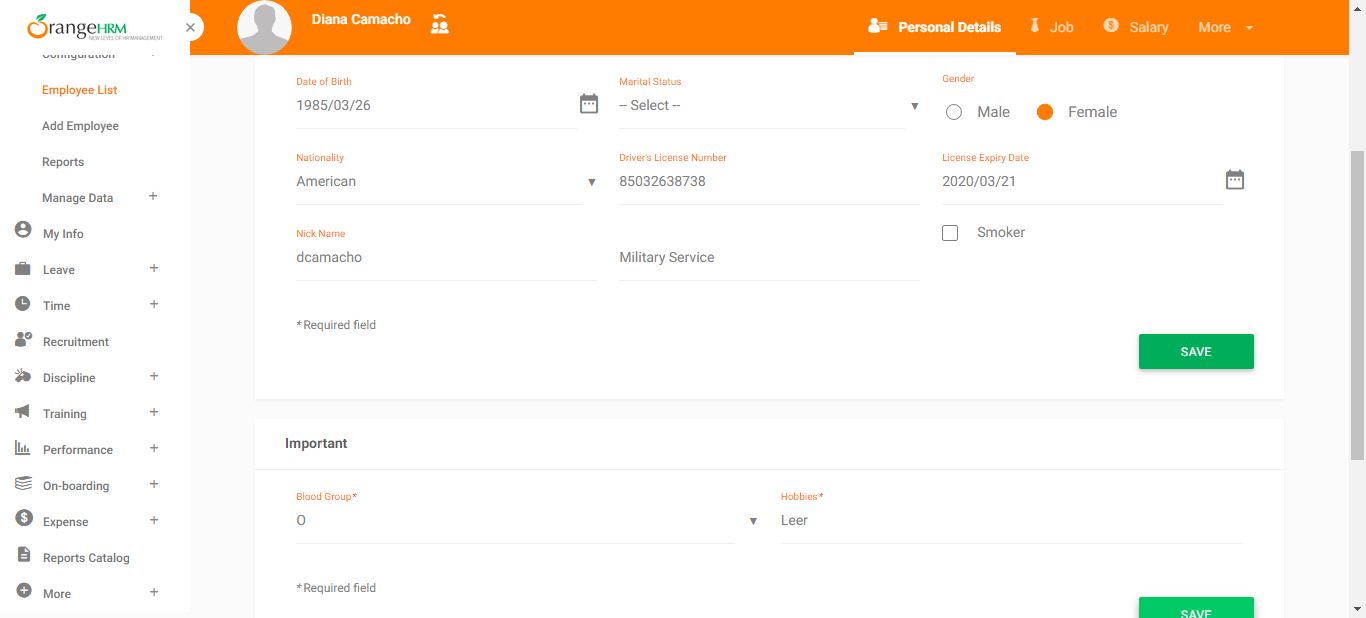 OrangeHRM
NEW LEVEL OF HR MANAGEMENT
Diana Camacho
Personal Details
Job
Salary
More
Configuration
Employee List
Add Employee
Reports
Manage Data
My Info
Leave
Time
Recruitment
Discipline
Training
Performance
On-boarding
Expense
Reports Catalog
More
Date of Birth
1985/03/26
Marital Status
-- Select --
Gender
Male
Female
Nationality
American
Driver's License Number
85032638738
License Expiry Date
2020/03/21
Nick Name
dcamacho
Military Service
Smoker
* Required field
SAVE
Important
Blood Group*
O
Hobbies*
Leer
* Required field
SAVE